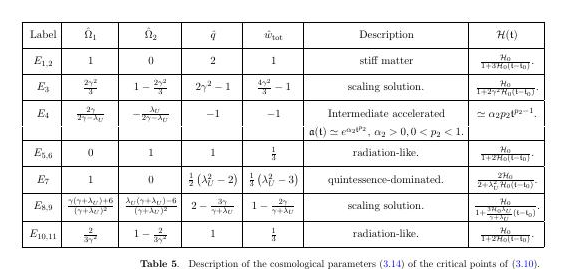 Label $\hat{\Omega}_1$ $\hat{\Omega}_2$ $\hat{q}$ $\hat{w}_{\text{tot}}$ Description $\mathcal{H}(\mathfrak{t})$
$E_{1,2}$ 1 0 2 1 stiff matter $\frac{\mathcal{H}_0}{1+3\mathcal{H}_0(\mathfrak{t}-\mathfrak{t}_0)}$.
$E_3$ $\frac{2\gamma^2}{3}$ $1-\frac{2\gamma^2}{3}$ $2\gamma^2-1$ $\frac{4\gamma^2}{3}-1$ scaling solution. $\frac{\mathcal{H}_0}{1+2\gamma^2\mathcal{H}_0(\mathfrak{t}-\mathfrak{t}_0)}$.
$E_4$ $\frac{2\gamma}{2\gamma-\lambda_U}$ $-\frac{\lambda_U}{2\gamma-\lambda_U}$ $-1$ $-1$ Intermediate accelerated $\simeq \alpha_2 p_2 \mathfrak{t}^{p_2-1}$.
$\mathfrak{a}(\mathfrak{t}) \simeq e^{\alpha_2 \mathfrak{t}^{p_2}}$, $\alpha_2 > 0, 0 < p_2 < 1$.
$E_{5,6}$ 0 1 1 $\frac{1}{3}$ radiation-like. $\frac{\mathcal{H}_0}{1+2\mathcal{H}_0(\mathfrak{t}-\mathfrak{t}_0)}$.
$E_7$ 1 0 $\frac{1}{2}\left(\lambda_U^2-2\right)$ $\frac{1}{3}\left(\lambda_U^2-3\right)$ quintessence-dominated. $\frac{2\mathcal{H}_0}{2+\lambda_U^2\mathcal{H}_0(\mathfrak{t}-\mathfrak{t}_0)}$.
$E_{8,9}$ $\frac{\gamma(\gamma+\lambda_U)+6}{(\gamma+\lambda_U)^2}$ $\frac{\lambda_U(\gamma+\lambda_U)-6}{(\gamma+\lambda_U)^2}$ $2-\frac{3\gamma}{\gamma+\lambda_U}$ $1-\frac{2\gamma}{\gamma+\lambda_U}$ scaling solution. $\frac{\mathcal{H}_0}{1+\frac{3\mathcal{H}_0\lambda_U}{\gamma+\lambda_U}(\mathfrak{t}-\mathfrak{t}_0)}$.
$E_{10,11}$ $\frac{2}{3\gamma^2}$ $1-\frac{2}{3\gamma^2}$ 1 $\frac{1}{3}$ radiation-like. $\frac{\mathcal{H}_0}{1+2\mathcal{H}_0(\mathfrak{t}-\mathfrak{t}_0)}$.
Table 5. Description of the cosmological parameters (3.14) of the critical points of (3.10).